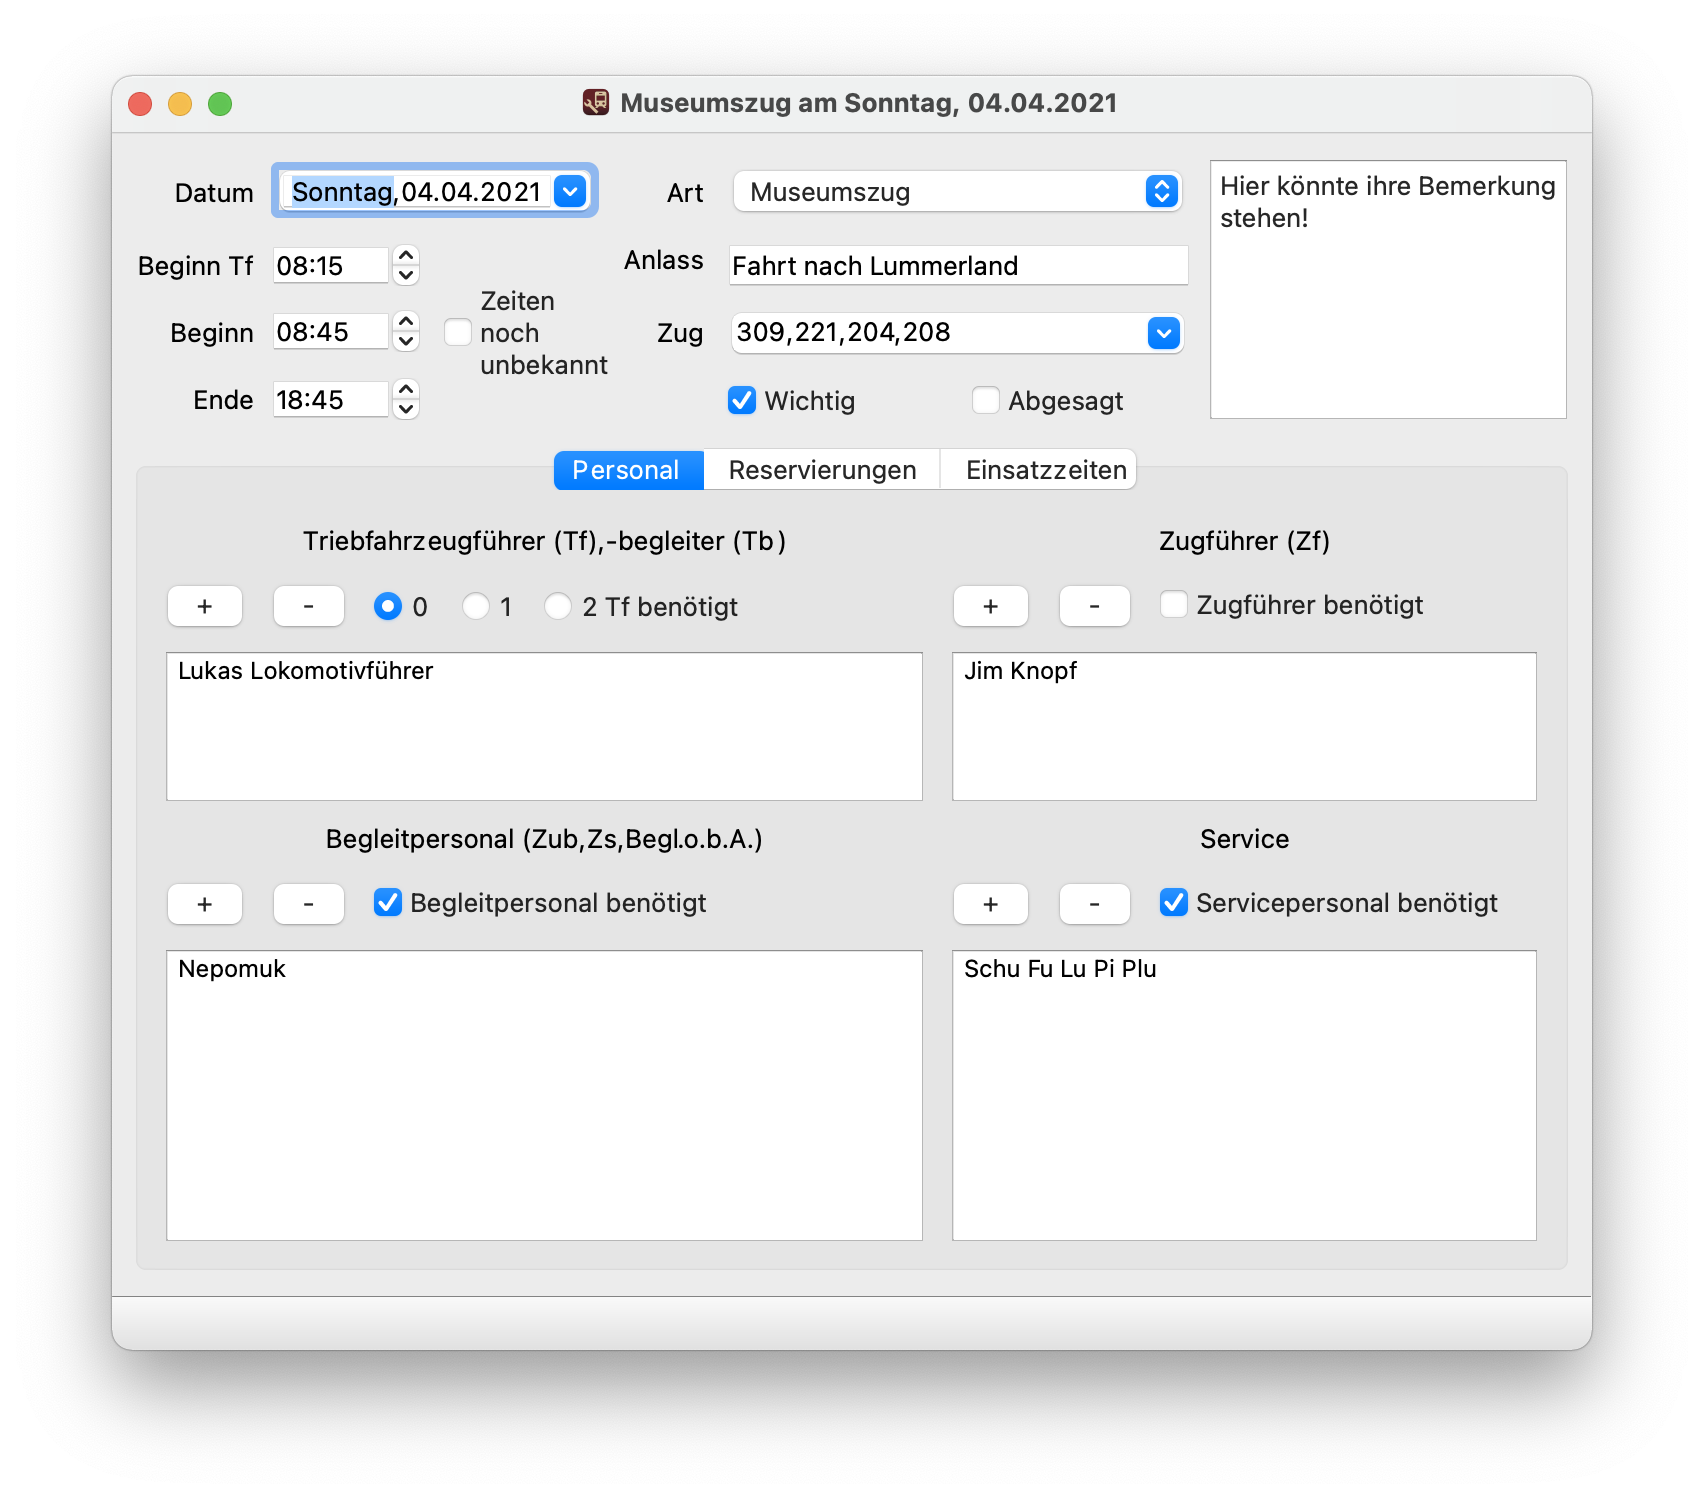 Museumszug am Sonntag, 04.04.2021
Datum
Sonntag,04.04.2021
Art
Museumszug
Hier könnte ihre Bemerkung
stehen!
Beginn Tf
08:15
Anlass
Fahrt nach Lummerland
Beginn
08:45
Zeiten
noch
unbekannt
Zug
309,221,204,208
Ende
18:45
Wichtig
Abgesagt
Personal
Reservierungen
Einsatzzeiten
Triebfahrzeugführer (Tf),-begleiter (Tb)
+
-
0
1
2 Tf benötigt
Lukas Lokomotivführer
Zugführer (Zf)
+
-
Zugführer benötigt
Jim Knopf
Begleitpersonal (Zub,Zs,Begl.o.b.A.)
+
-
Begleitpersonal benötigt
Nepomuk
Service
+
-
Servicepersonal benötigt
Schu Fu Lu Pi Plu